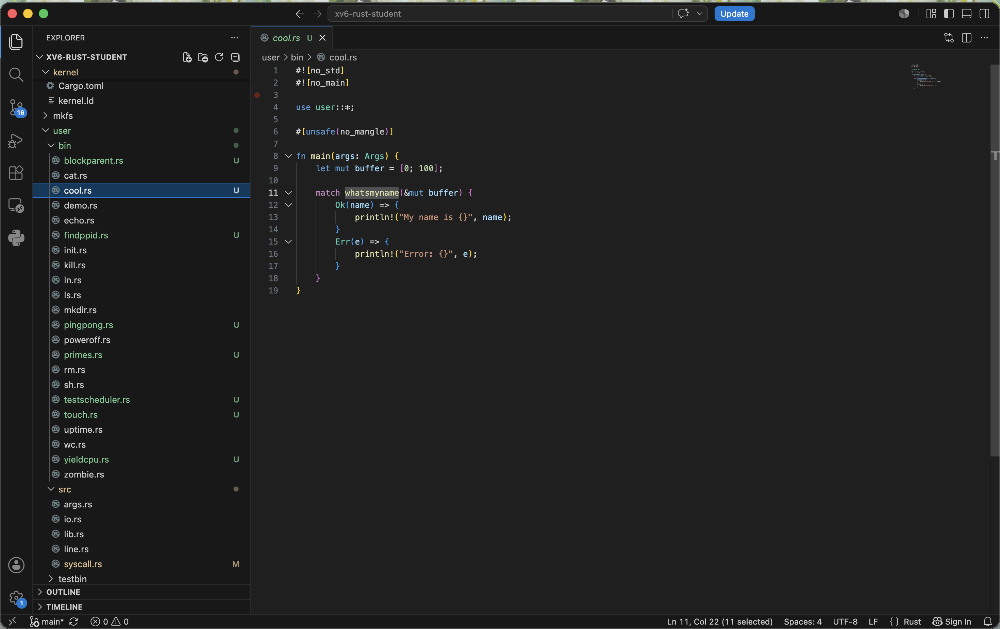 xv6-rust-student
Update
EXPLORER
XV6-RUST-STUDENT
kernel
Cargo.toml
kernel.ld
mkfs
user
bin
blockparent.rs U
cat.rs
cool.rs U
demo.rs
echo.rs
findppid.rs U
init.rs
kill.rs
ln.rs
ls.rs
mkdir.rs
pingpong.rs U
poweroff.rs
primes.rs U
rm.rs
sh.rs
testscheduler.rs U
touch.rs U
uptime.rs
wc.rs
yieldcpu.rs U
zombie.rs
src
args.rs
io.rs
lib.rs
line.rs
syscall.rs M
testbin
OUTLINE
TIMELINE
16
1
cool.rs U
user > bin > cool.rs
1 #![no_std]
2 #![no_main]
3
4 use user::*;
5
6 #[unsafe(no_mangle)]
7
8 fn main(args: Args) {
9     let mut buffer = [0; 100];
10
11     match whatsmyname(&mut buffer) {
12         Ok(name) => {
13             println!("My name is {}", name);
14         }
15         Err(e) => {
16             println!("Error: {}", e);
17         }
18     }
19 }
main* 0 0
Ln 11, Col 22 (11 selected) Spaces: 4 UTF-8 LF { } Rust Sign In